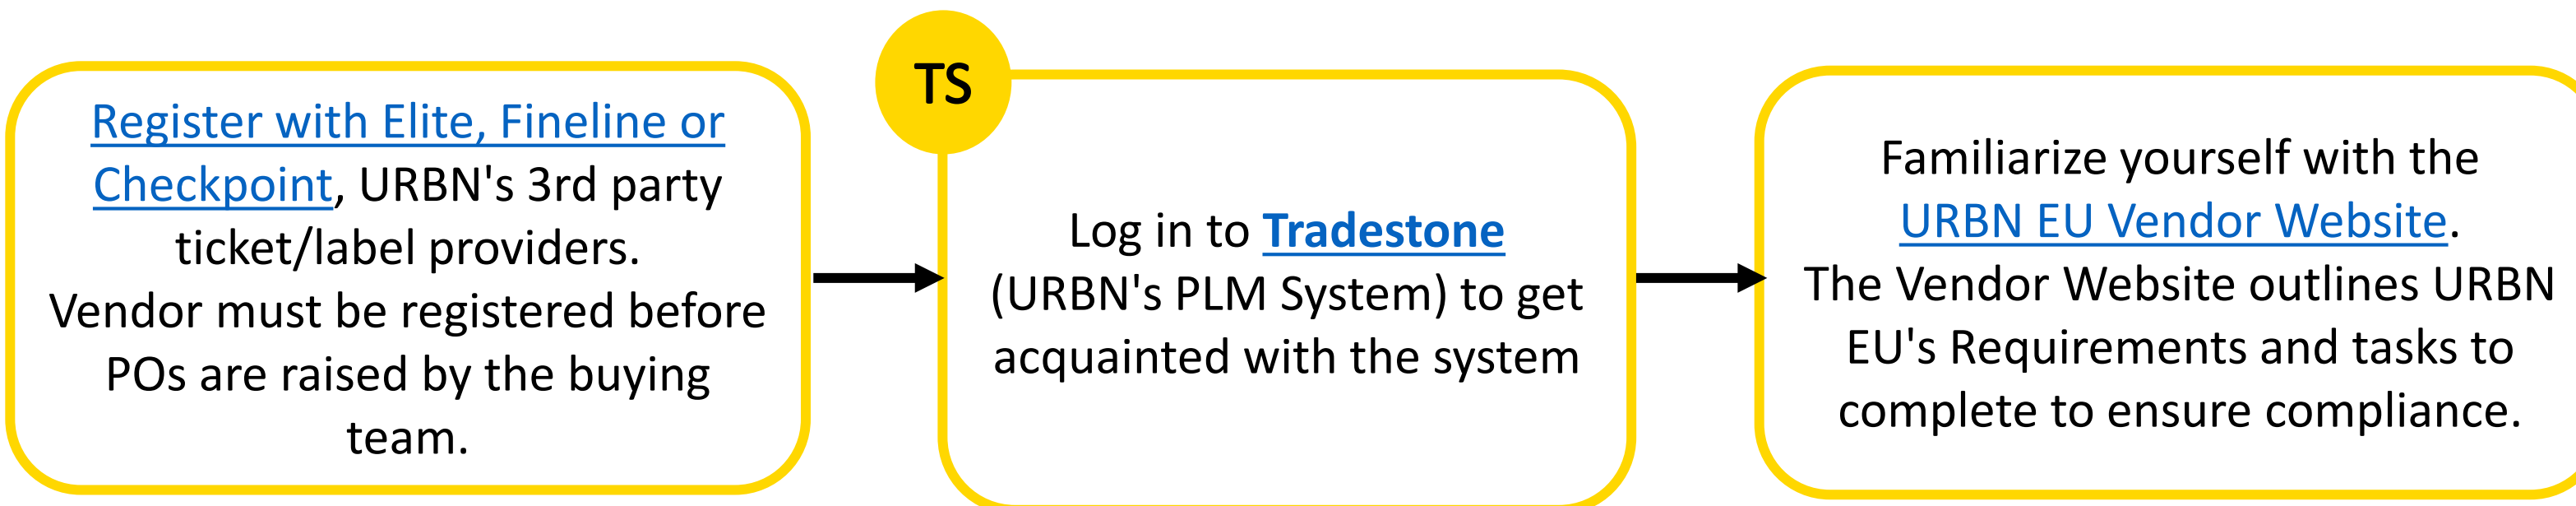 Register with Elite, Fineline or
Checkpoint, URBN's 3rd party
ticket/label providers.
Vendor must be registered before
POs are raised by the buying
team.
TS
Log in to Tradestone
(URBN's PLM System) to get
acquainted with the system
Familiarize yourself with the
URBN EU Vendor Website.
The Vendor Website outlines URBN
EU's Requirements and tasks to
complete to ensure compliance.